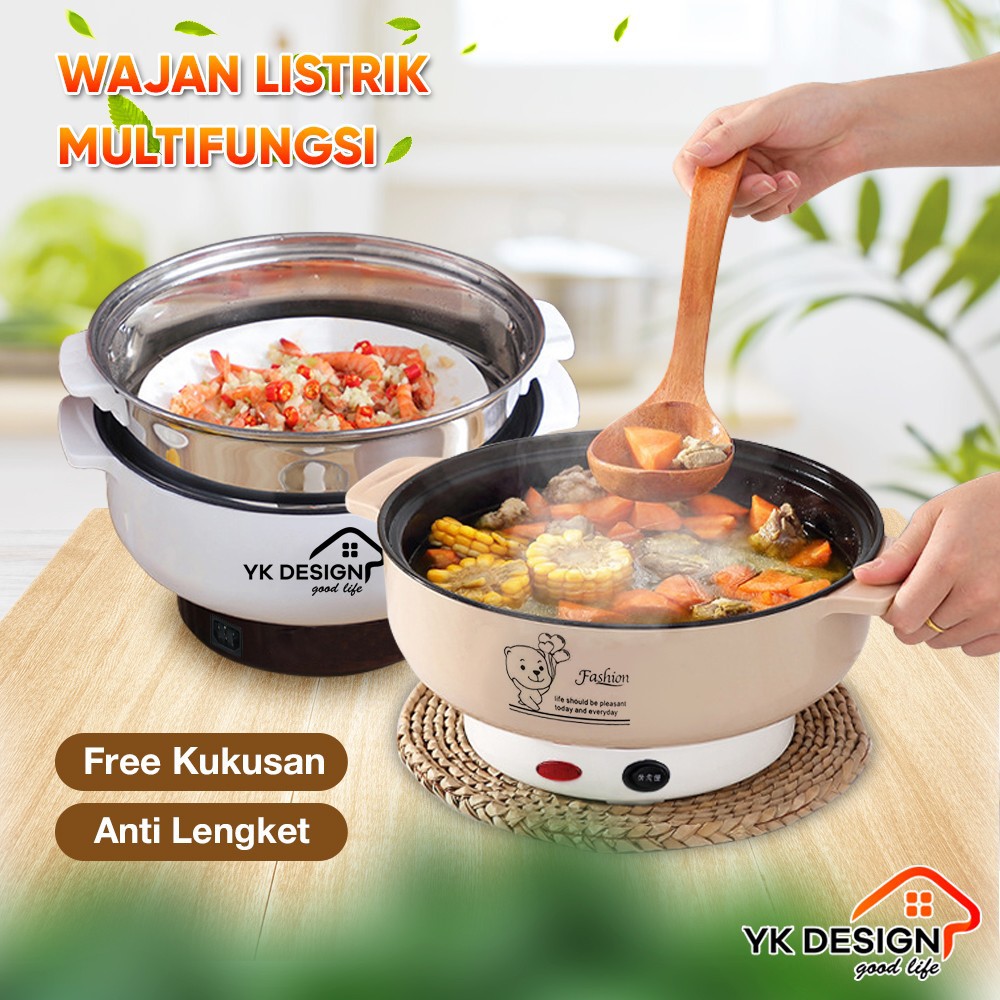 WAJAN LISTRIK
MULTIFUNGSI
YK DESIGN
good life
Fashion
life should be pleasant
today and everyday
Free Kukusan
Anti Lengket
YK DESIGN
good life